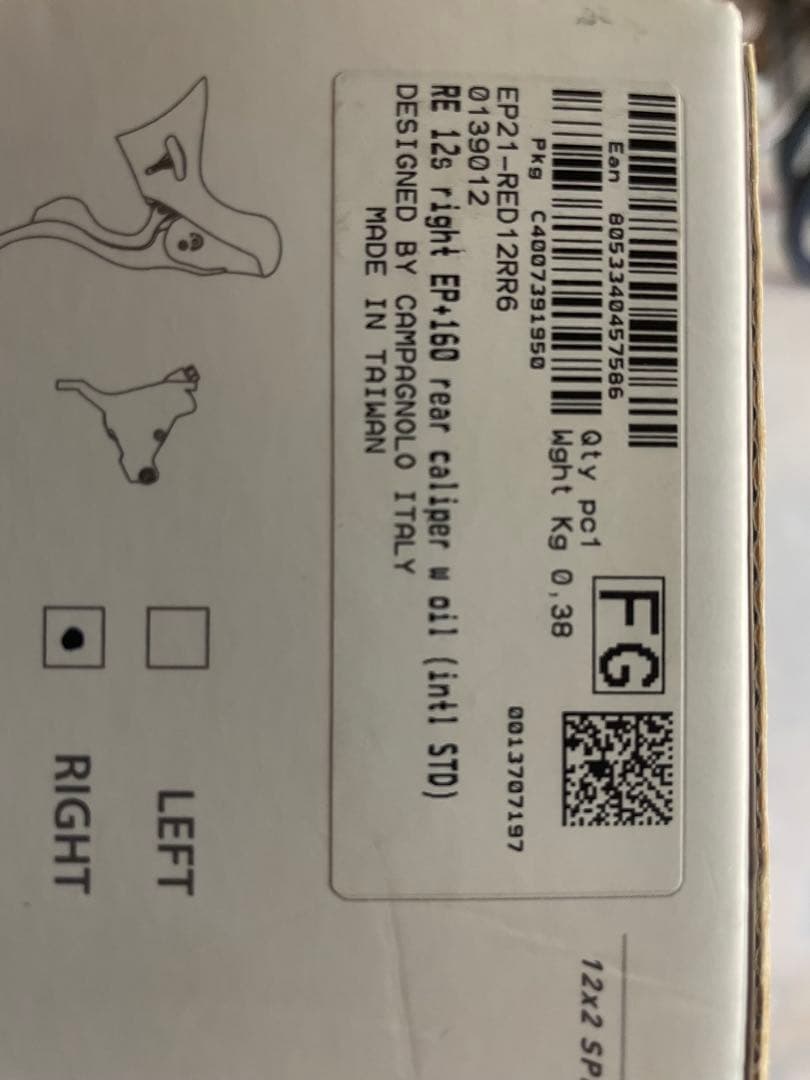 Ean 8053340457586
Qty pc1
Pkg C4007391950
Wght Kg 0,38
FG
EP21-RED12RR6
0013707197
0139012
RE 12s right EP+160 rear caliper w oil (intl STD)
DESIGNED BY CAMPAGNOLO ITALY
MADE IN TAIWAN
LEFT
RIGHT
12x2